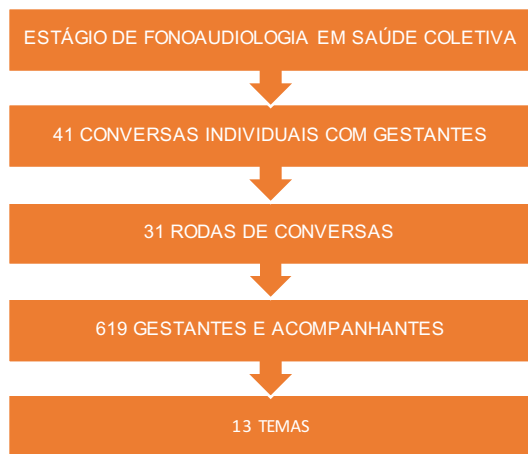 ESTÁGIO DE FONOAUDIOLOGIA EM SAÚDE COLETIVA
41 CONVERSAS INDIVIDUAIS COM GESTANTES
31 RODAS DE CONVERSAS
619 GESTANTES E ACOMPANHANTES
13 TEMAS